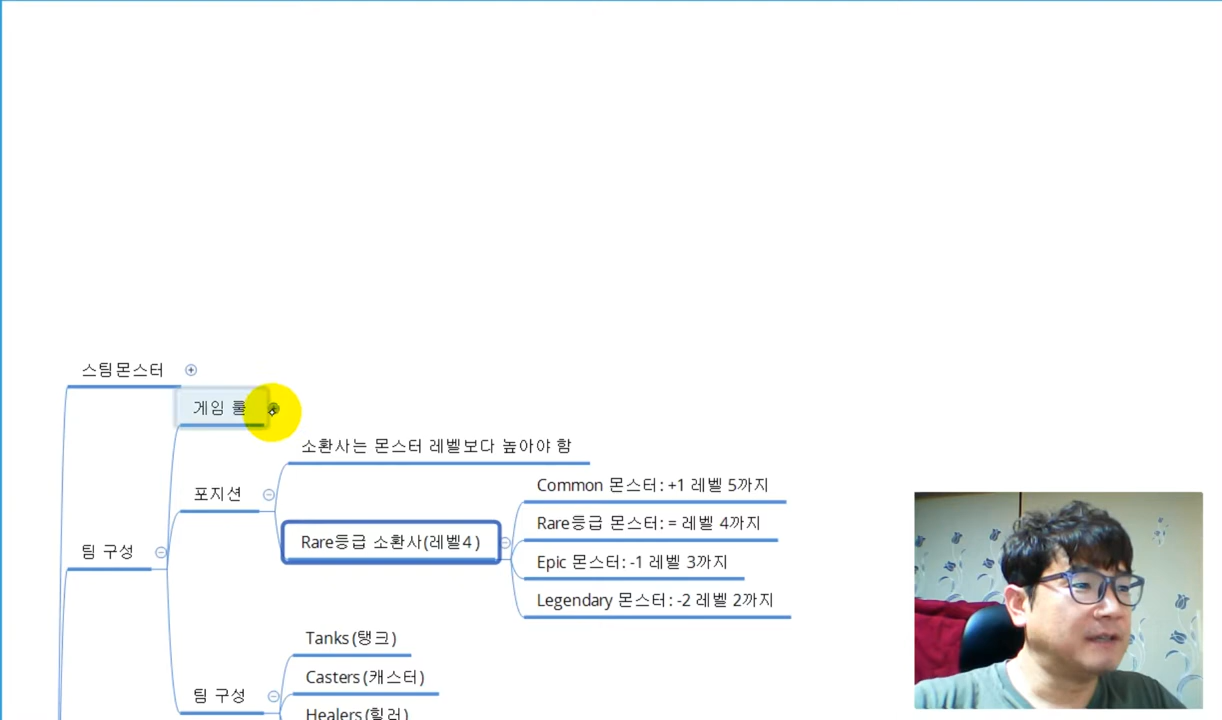 스팀몬스터
게임 룰
소환사는 몬스터 레벨보다 높아야 함
포지션
Common 몬스터: +1 레벨 5까지
Rare등급 몬스터: = 레벨 4까지
Rare등급 소환사(레벨4 )
팀 구성
Epic 몬스터: -1 레벨 3까지
Legendary 몬스터: -2 레벨 2까지
Tanks (탱크)
Casters (캐스터)
팀 구성
Healers (힐러)